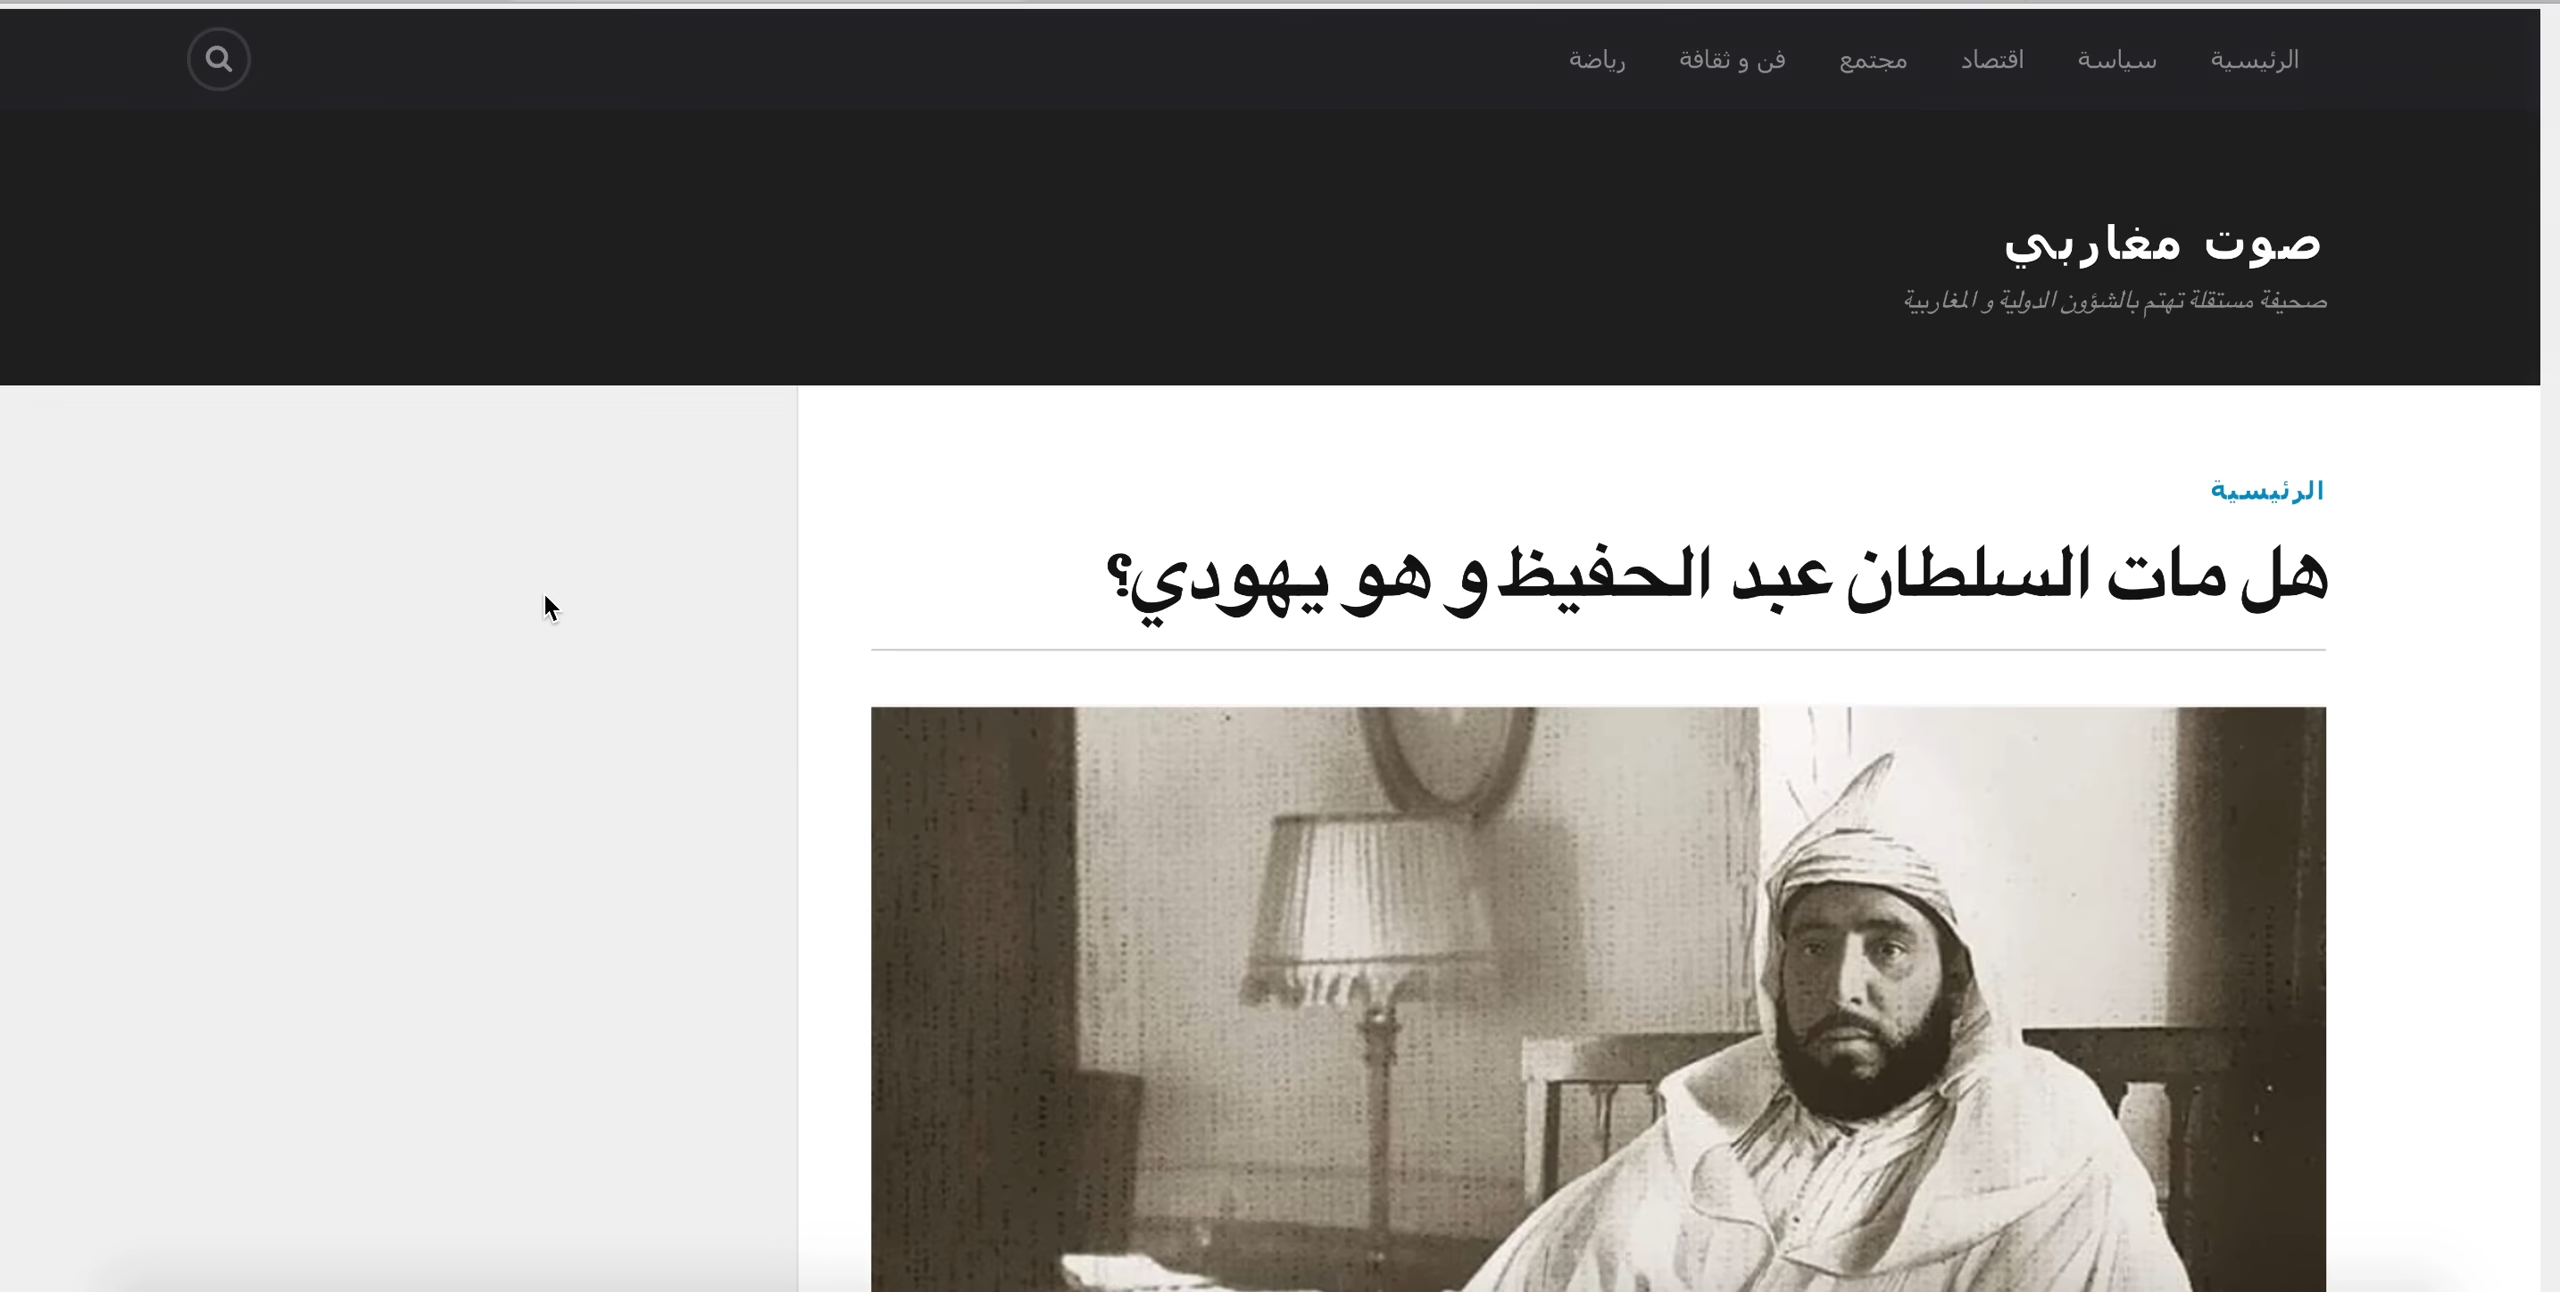 الرئيسية سياسة اقتصاد مجتمع فن و ثقافة رياضة
صوت مغاربي
صحيفة مستقلة تهتم بالشؤون الدولية و المغاربية
الرئيسية
هل مات السلطان عبد الحفيظ و هو يهودي؟